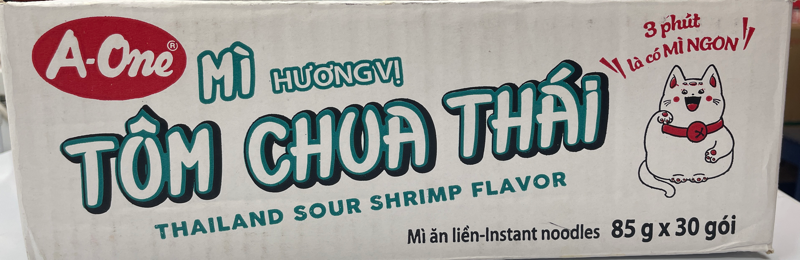 A-One®
MÌ HƯƠNG VỊ
TÔM CHUA THÁI
THAILAND SOUR SHRIMP FLAVOR
3 phút
là có MÌ NGON
Mì ăn liền-Instant noodles 85 g x 30 gói